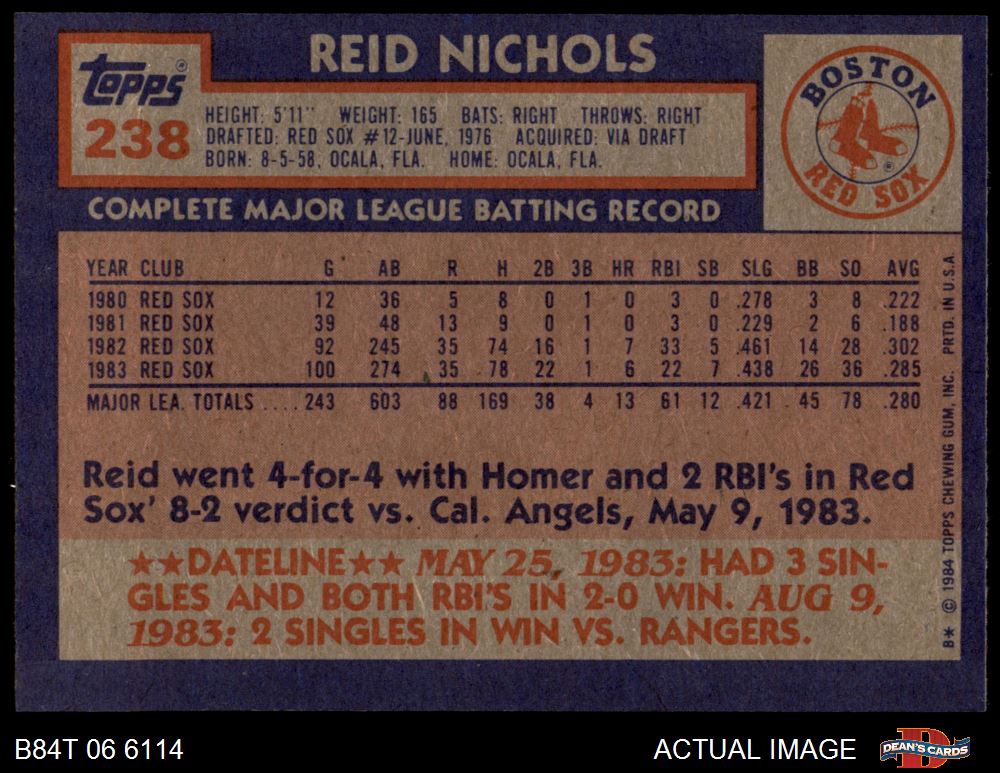 REID NICHOLS
Topps®
238
HEIGHT: 5'11" WEIGHT: 165 BATS: RIGHT THROWS: RIGHT
DRAFTED: RED SOX #12-JUNE, 1976 ACQUIRED: VIA DRAFT
BORN: 8-5-58, OCALA, FLA. HOME: OCALA, FLA.
BOSTON
RED SOX
®
COMPLETE MAJOR LEAGUE BATTING RECORD
YEAR CLUB G AB R H 2B 3B HR RBI SB SLG BB SO AVG
1980 RED SOX 12 36 5 8 0 1 0 3 0 .278 3 8 .222
1981 RED SOX 39 48 13 9 0 1 0 3 0 .229 2 6 .188
1982 RED SOX 92 245 35 74 16 1 7 33 5 .461 14 28 .302
1983 RED SOX 100 274 35 78 22 1 6 22 7 .438 26 36 .285
MAJOR LEA. TOTALS .... 243 603 88 169 38 4 13 61 12 .421 45 78 .280
Reid went 4-for-4 with Homer and 2 RBI's in Red
Sox' 8-2 verdict vs. Cal. Angels, May 9, 1983.
★★DATELINE★★ MAY 25, 1983: HAD 3 SIN-
GLES AND BOTH RBI'S IN 2-0 WIN. AUG 9,
1983: 2 SINGLES IN WIN VS. RANGERS.
B* © 1984 TOPPS CHEWING GUM, INC. PRTD. IN U.S.A.
B84T 06 6114
ACTUAL IMAGE
DEAN'S CARDS